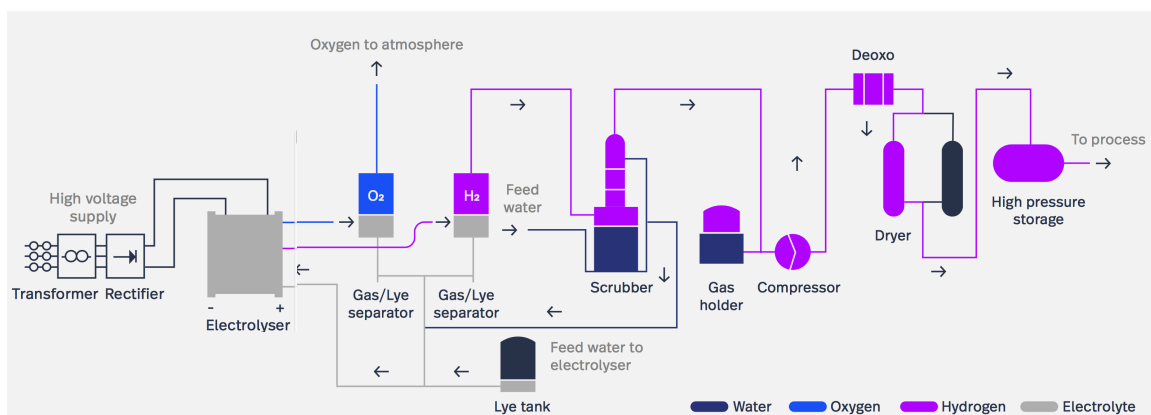 Oxygen to atmosphere
Deoxo
High voltage
supply
O₂
H₂
Feed
water
To process
High pressure
storage
Dryer
Transformer
Rectifier
- +
Electrolyser
Gas/Lye
separator
Gas/Lye
separator
Scrubber
Gas
holder
Compressor
Feed water to
electrolyser
Lye tank
Water
Oxygen
Hydrogen
Electrolyte